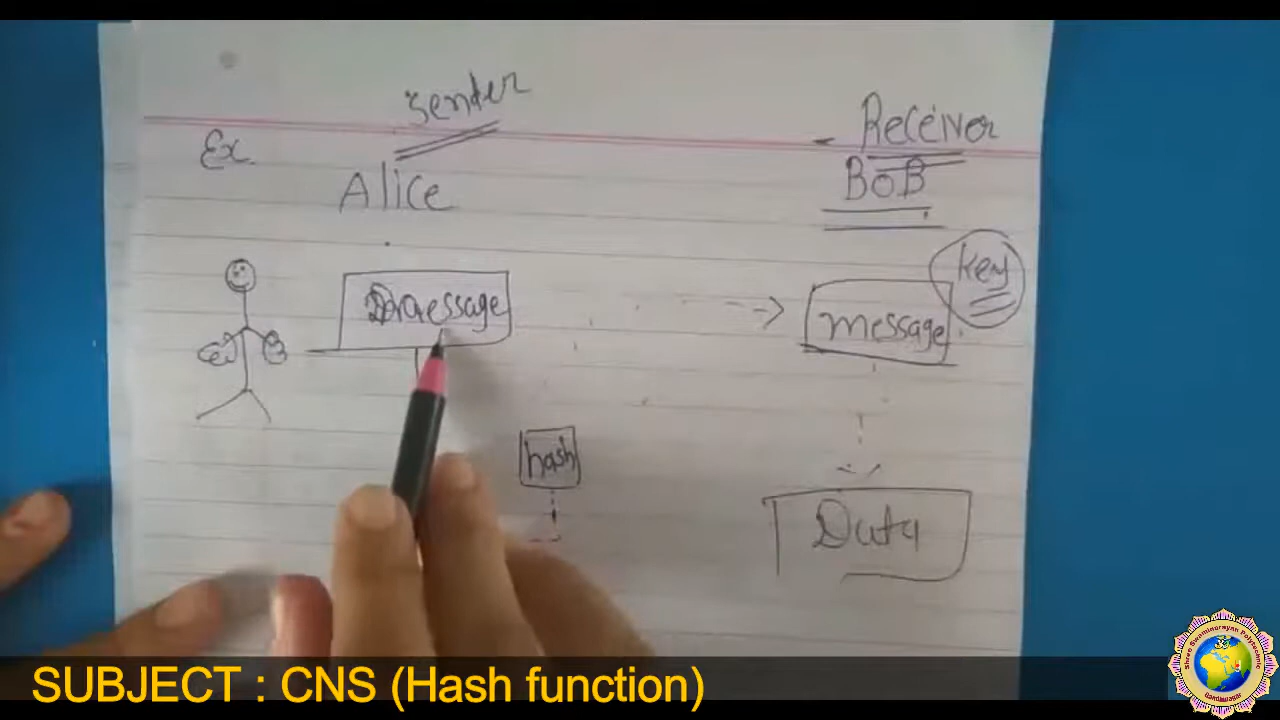 Sender
Receiver
Ex
Alice
BOB
Key
message
message
hash
Data
SUBJECT : CNS (Hash function)